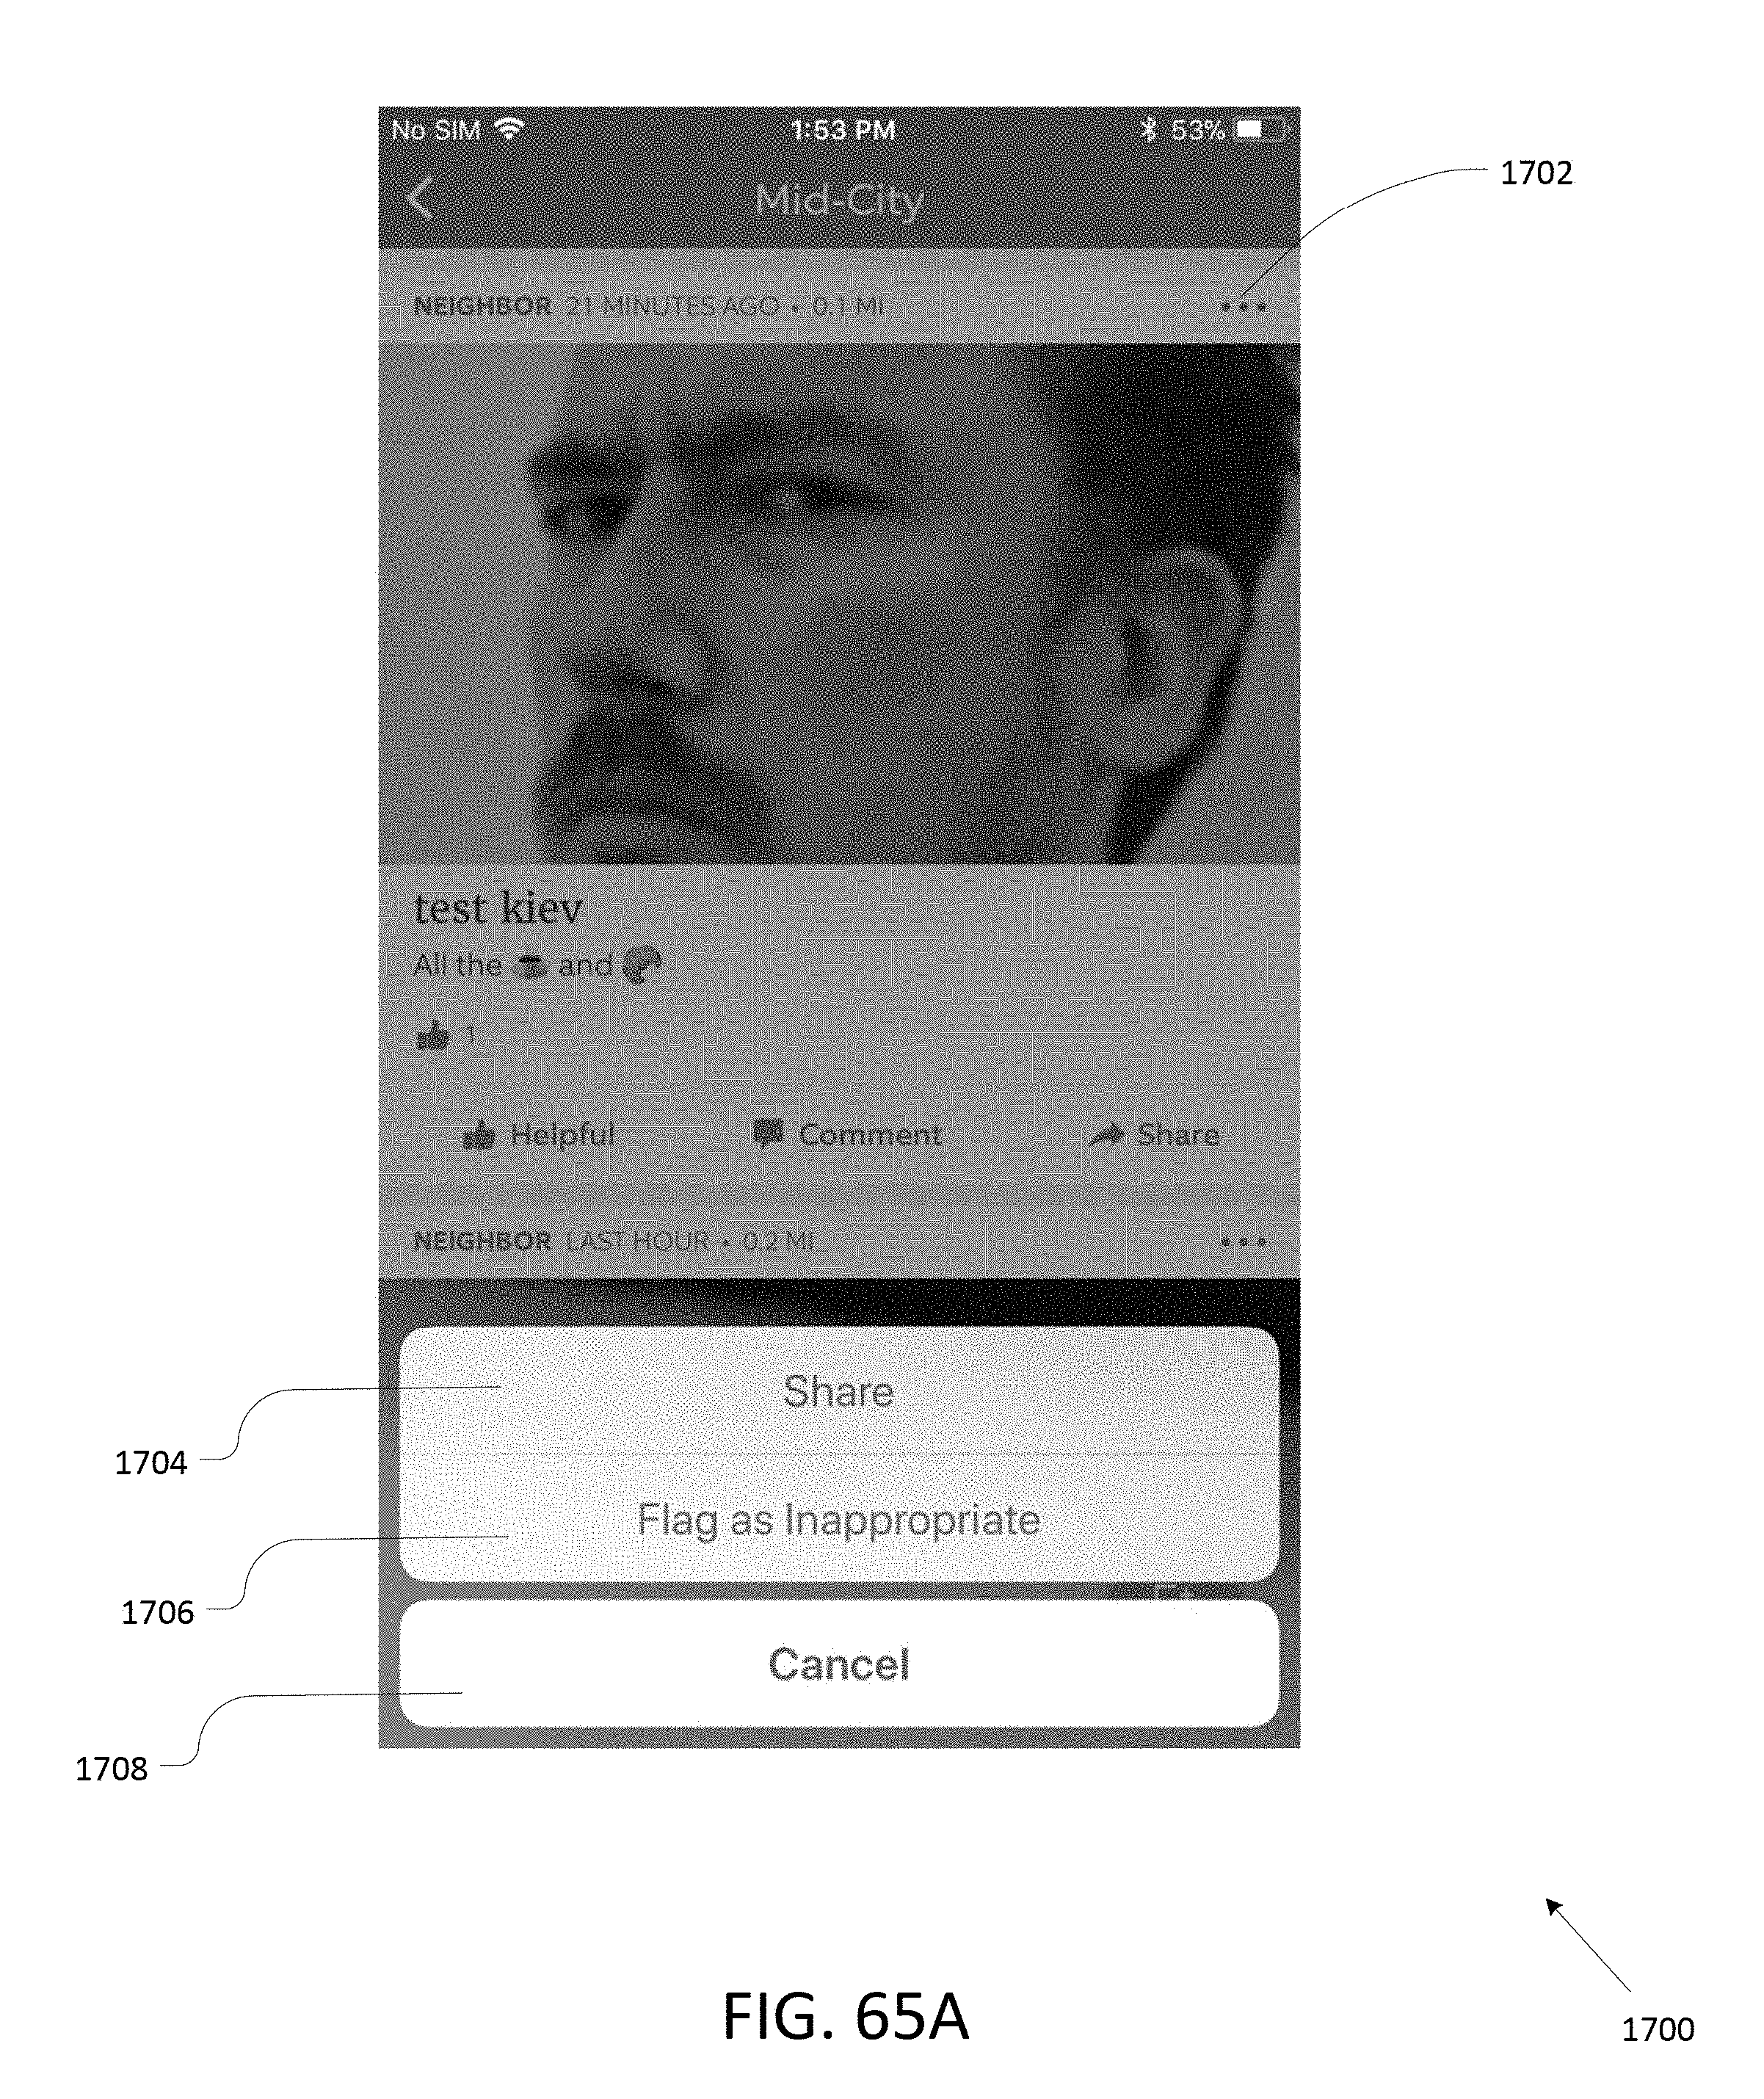 No SIM 1:53 PM 53%
Mid-City
1702
NEIGHBOR 21 MINUTES AGO • 0.1 MI
test kiev
All the ☕ and 🥐
1
Helpful Comment Share
NEIGHBOR LAST HOUR • 0.2 MI
Share
1704
Flag as Inappropriate
1706
Cancel
1708
FIG. 65A
1700